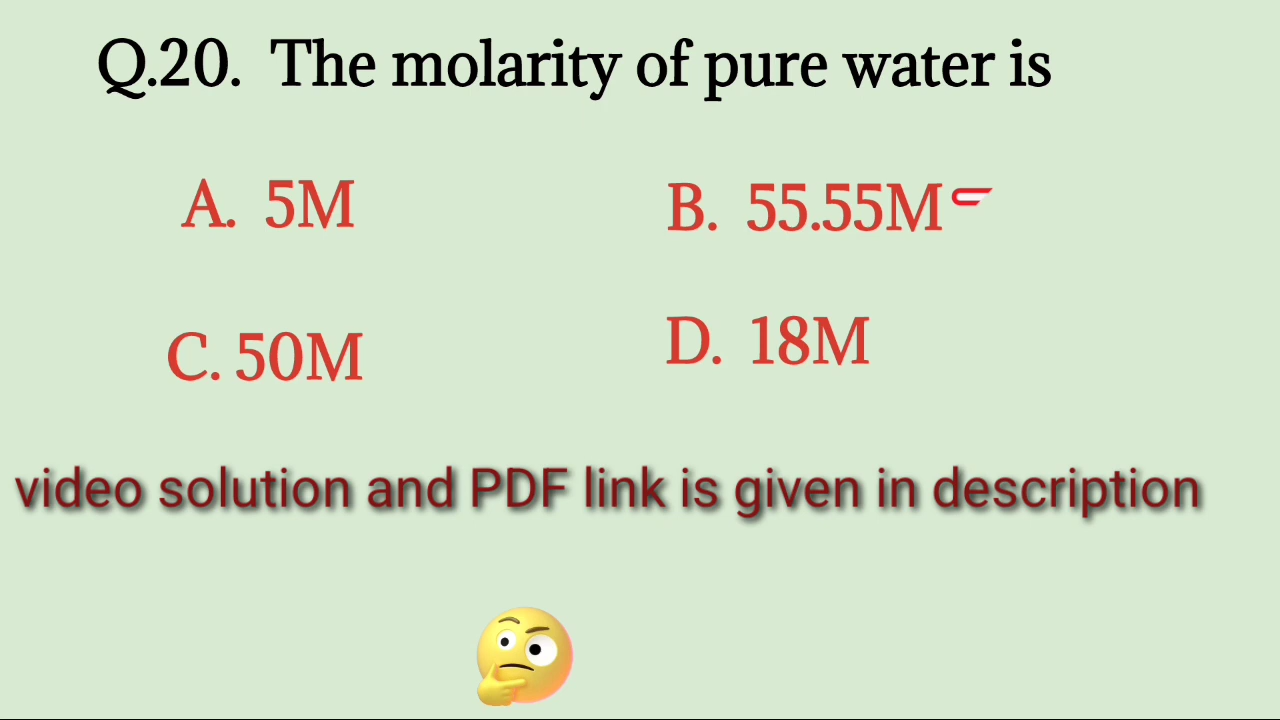 Q.20. The molarity of pure water is
A. 5M
B. 55.55M
C. 50M
D. 18M
video solution and PDF link is given in description